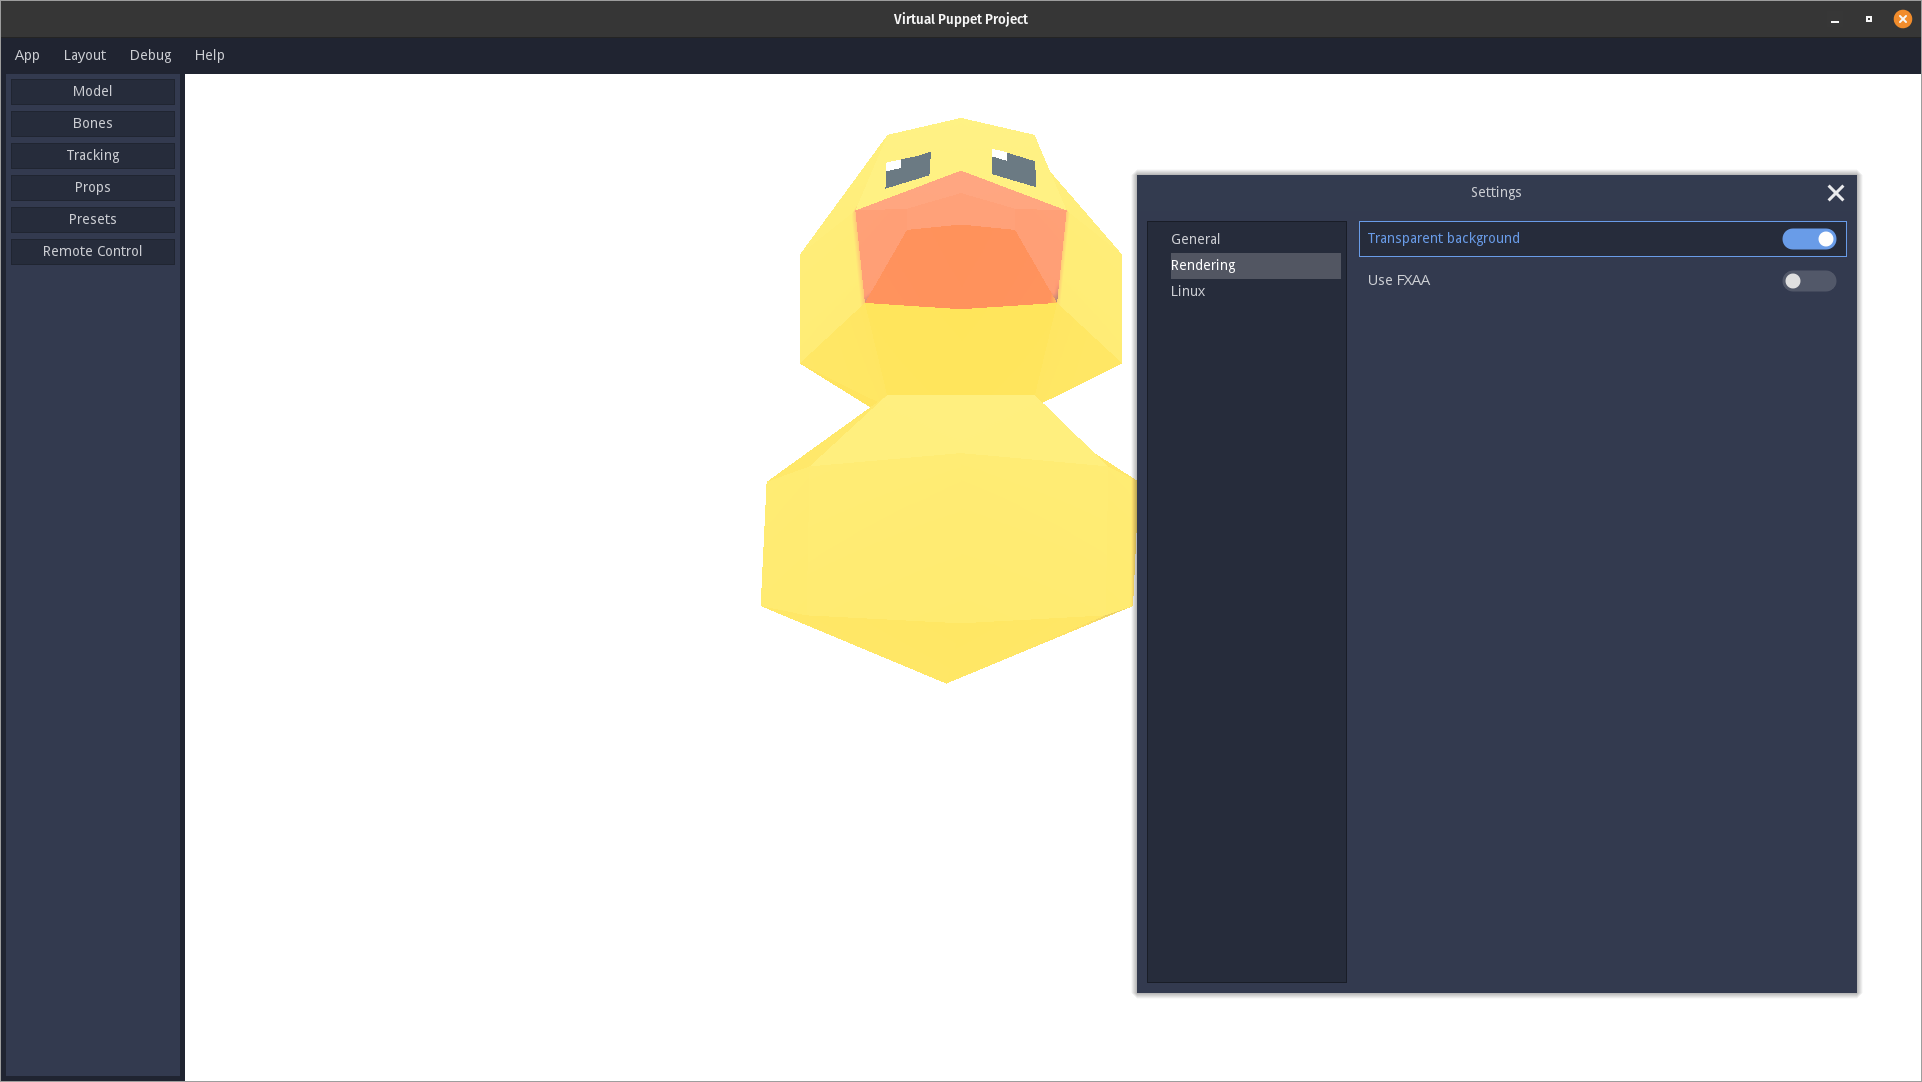 Virtual Puppet Project
App Layout Debug Help
Model
Bones
Tracking
Props
Presets
Remote Control
Settings
General
Rendering
Linux
Transparent background
Use FXAA